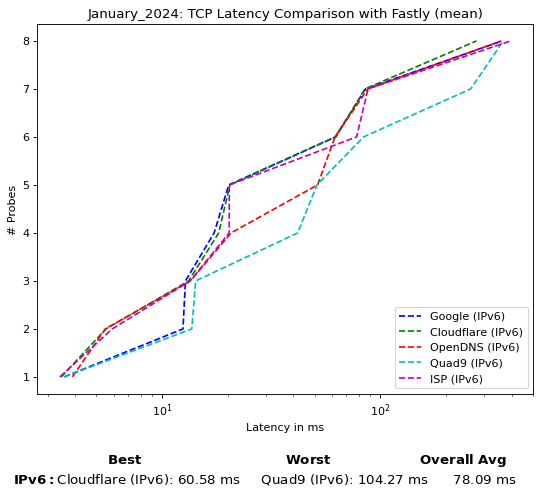 January_2024: TCP Latency Comparison with Fastly (mean)
8
7
6
5
4
3
2
1
# Probes
Google (IPv6)
Cloudflare (IPv6)
OpenDNS (IPv6)
Quad9 (IPv6)
ISP (IPv6)
10¹ 10²
Latency in ms
Best Worst Overall Avg
IPv6: Cloudflare (IPv6): 60.58 ms Quad9 (IPv6): 104.27 ms 78.09 ms